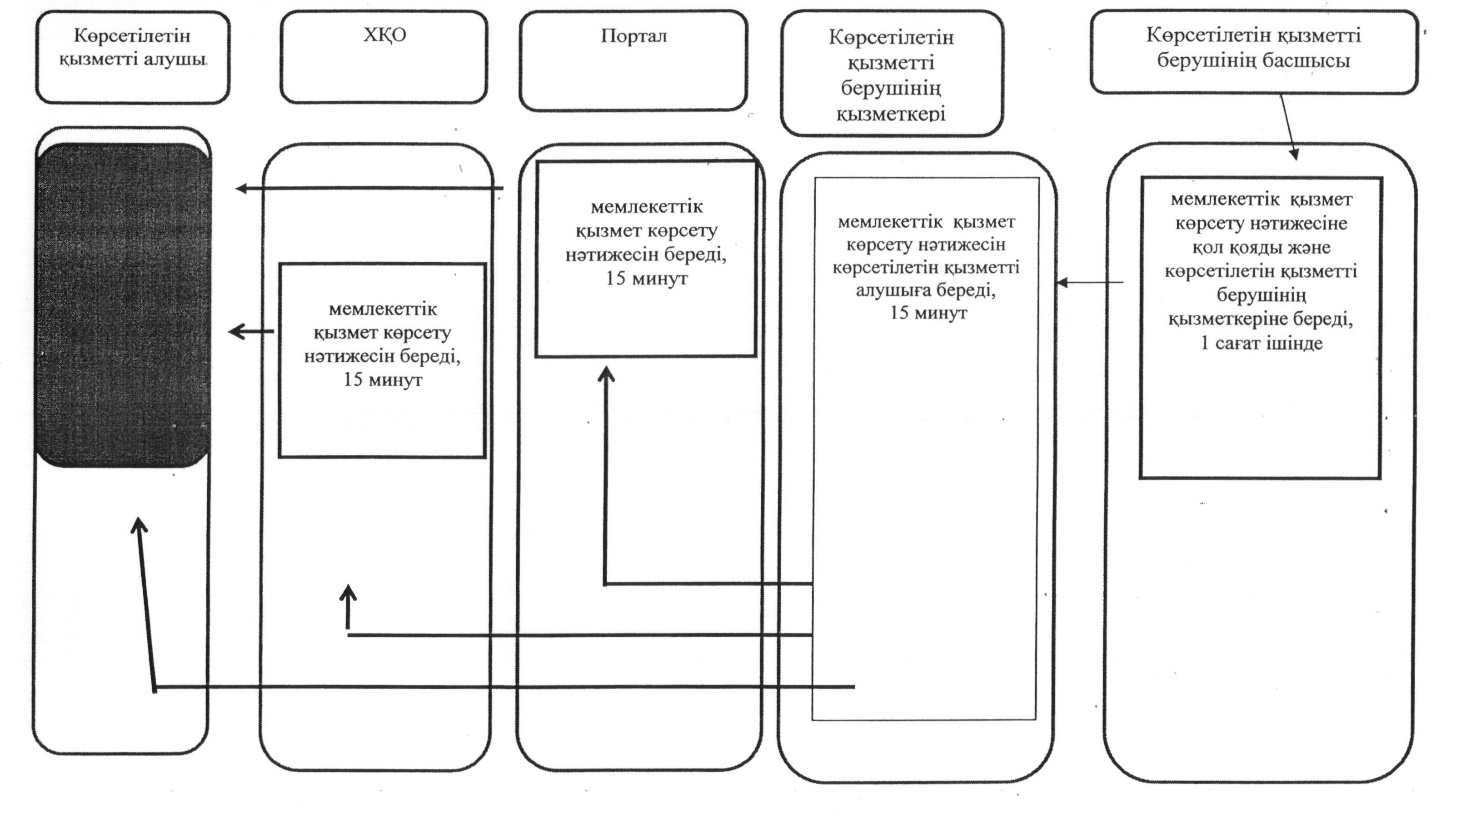 Көрсетілетін
қызметті алушы
ХҚО
Портал
Көрсетілетін
қызметті
берушінің
қызметкері
Көрсетілетін қызметті
берушінің басшысы
мемлекеттік
қызмет көрсету
нәтижесін береді,
15 минут
мемлекеттік
қызмет көрсету
нәтижесін береді,
15 минут
мемлекеттік қызмет
көрсету нәтижесін
көрсетілетін қызметті
алушыға береді,
15 минут
мемлекеттік қызмет
көрсету нәтижесіне
қол қояды және
көрсетілетін қызметті
берушінің
қызметкеріне береді,
1 сағат ішінде